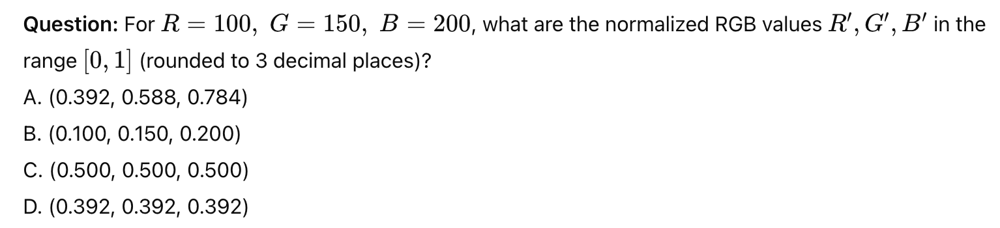 Question: For R = 100, G = 150, B = 200, what are the normalized RGB values R′, G′, B′ in the
range [0, 1] (rounded to 3 decimal places)?
A. (0.392, 0.588, 0.784)
B. (0.100, 0.150, 0.200)
C. (0.500, 0.500, 0.500)
D. (0.392, 0.392, 0.392)